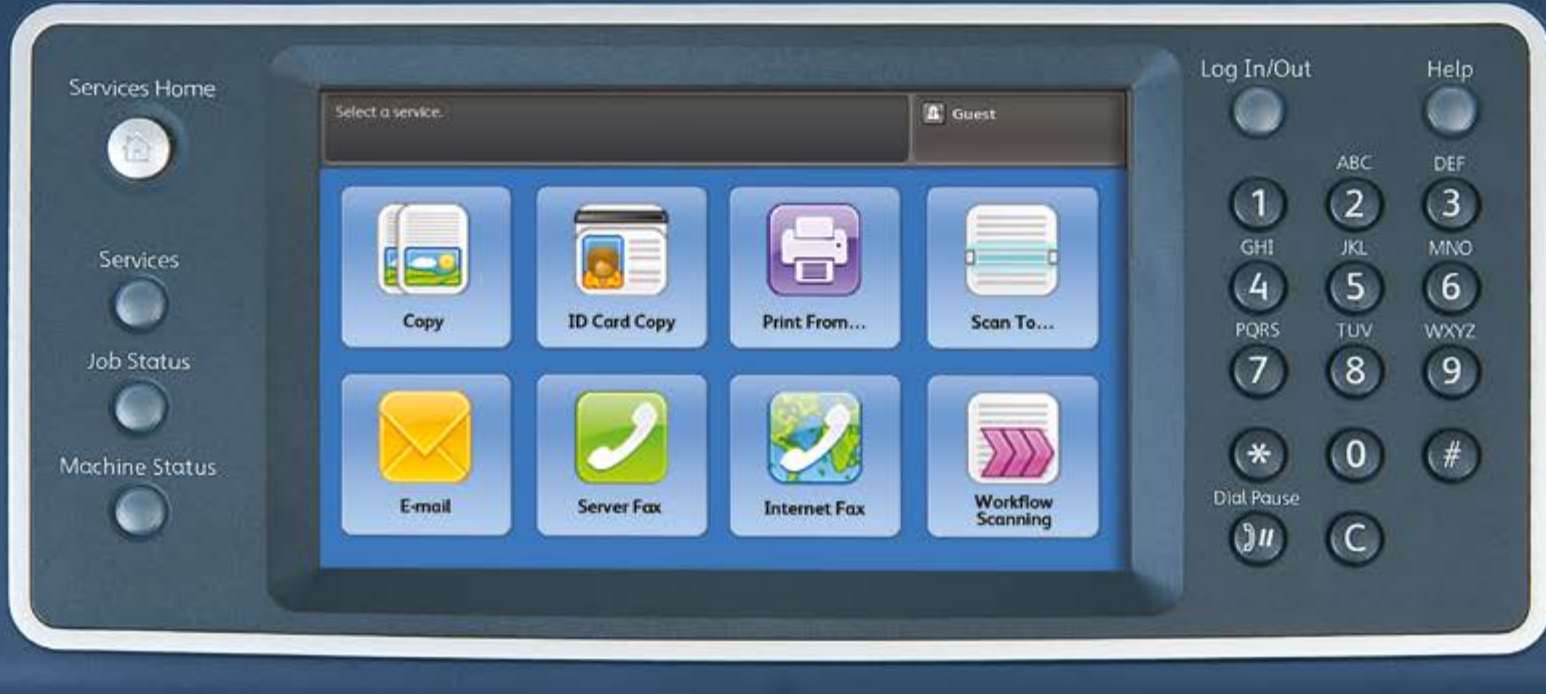 Services Home
Services
Job Status
Machine Status
Select a service.
Guest
Copy
ID Card Copy
Print From...
Scan To...
E-mail
Server Fax
Internet Fax
Workflow
Scanning
Log In/Out
Help
ABC
DEF
1
2
3
GHI
JKL
MNO
4
5
6
PQRS
TUV
WXYZ
7
8
9
*
0
#
Dial Pause
C